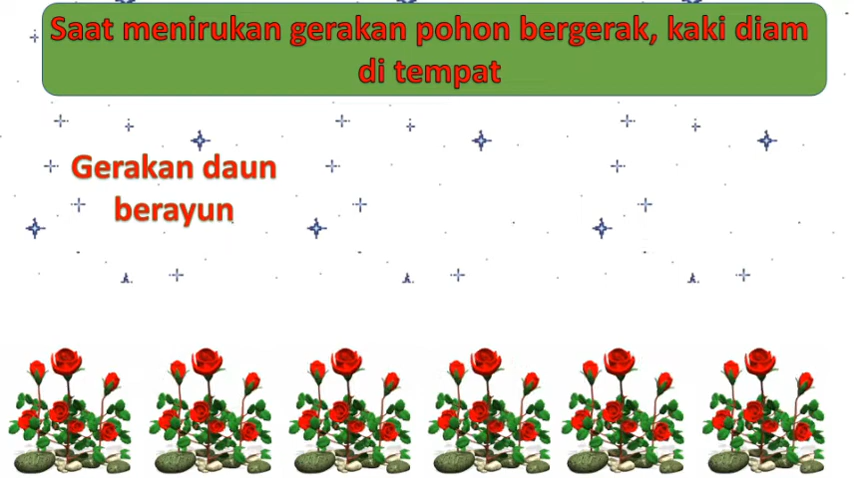 Saat menirukan gerakan pohon bergerak, kaki diam
di tempat
Gerakan daun
berayun